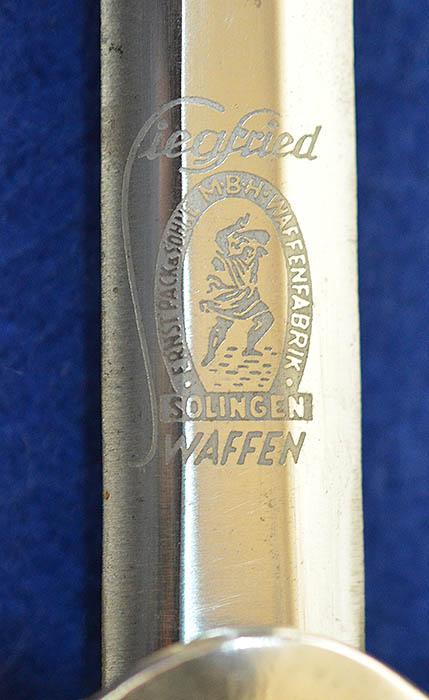 Siegfried
· ERNST PACK & SÖHNE M·B·H· WAFFENFABRIK ·
SOLINGEN
WAFFEN